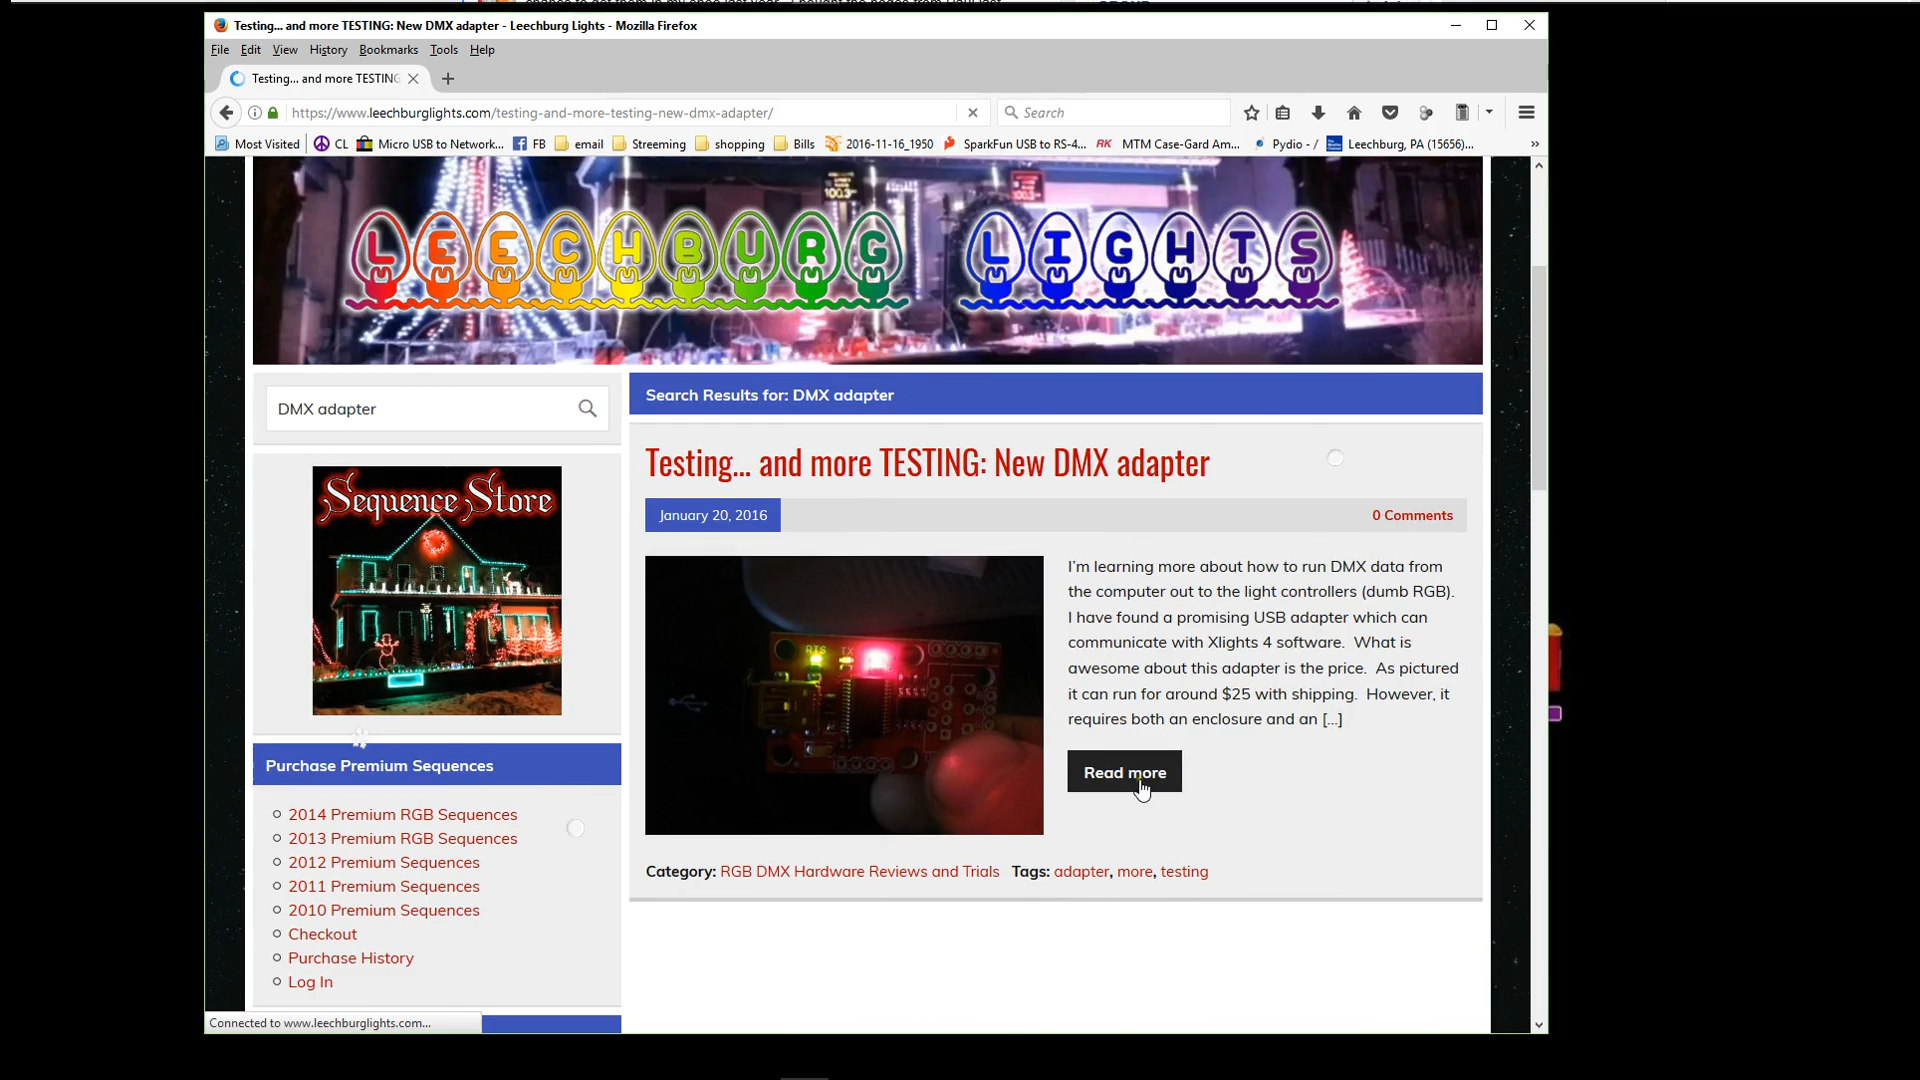 Testing... and more TESTING: New DMX adapter - Leechburg Lights - Mozilla Firefox
File Edit View History Bookmarks Tools Help
Testing... and more TESTING
https://www.leechburglights.com/testing-and-more-testing-new-dmx-adapter/
Search
Most Visited CL Micro USB to Network... FB email Streeming shopping Bills 2016-11-16_1950 SparkFun USB to RS-4... RK MTM Case-Gard Am... Pydio - / Leechburg, PA (15656)... »
LEECHBURG LIGHTS
DMX adapter
Sequence Store
Purchase Premium Sequences
2014 Premium RGB Sequences
2013 Premium RGB Sequences
2012 Premium Sequences
2011 Premium Sequences
2010 Premium Sequences
Checkout
Purchase History
Log In
Search Results for: DMX adapter
Testing... and more TESTING: New DMX adapter
January 20, 2016
0 Comments
RTS TX
I'm learning more about how to run DMX data from
the computer out to the light controllers (dumb RGB).
I have found a promising USB adapter which can
communicate with Xlights 4 software. What is
awesome about this adapter is the price. As pictured
it can run for around $25 with shipping. However, it
requires both an enclosure and an [...]
Read more
Category: RGB DMX Hardware Reviews and Trials Tags: adapter, more, testing
Connected to www.leechburglights.com...